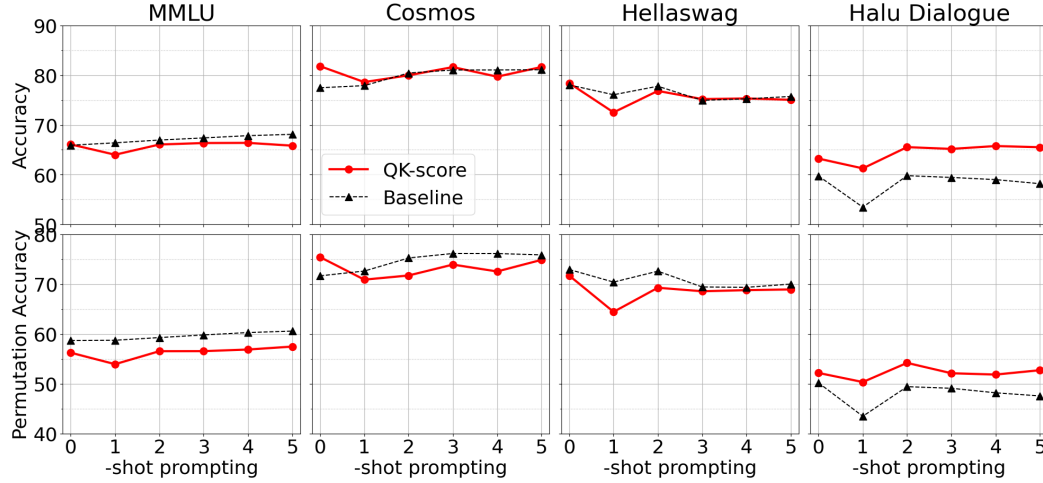 MMLU Cosmos Hellaswag Halu Dialogue
Accuracy
90
80
70
60
50
QK-score
Baseline
Permutation Accuracy
80
70
60
50
40
0 1 2 3 4 5 0 1 2 3 4 5 0 1 2 3 4 5 0 1 2 3 4 5
-shot prompting -shot prompting -shot prompting -shot prompting